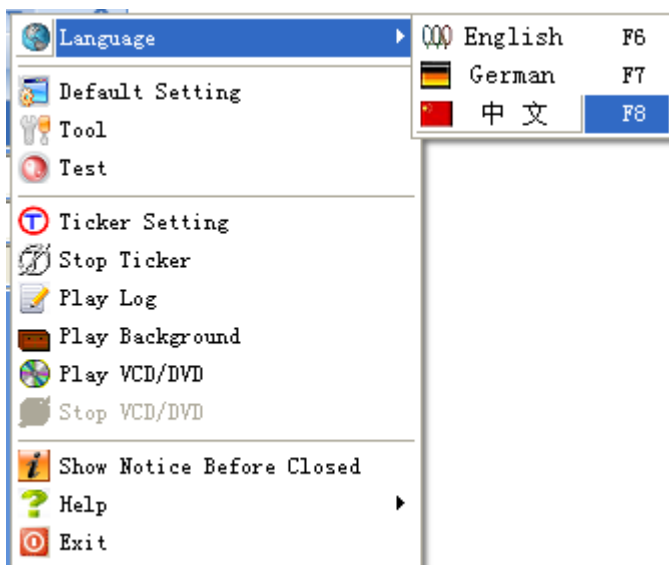 Language
English F6
German F7
中 文 F8
Default Setting
Tool
Test
Ticker Setting
Stop Ticker
Play Log
Play Background
Play VCD/DVD
Stop VCD/DVD
Show Notice Before Closed
Help
Exit